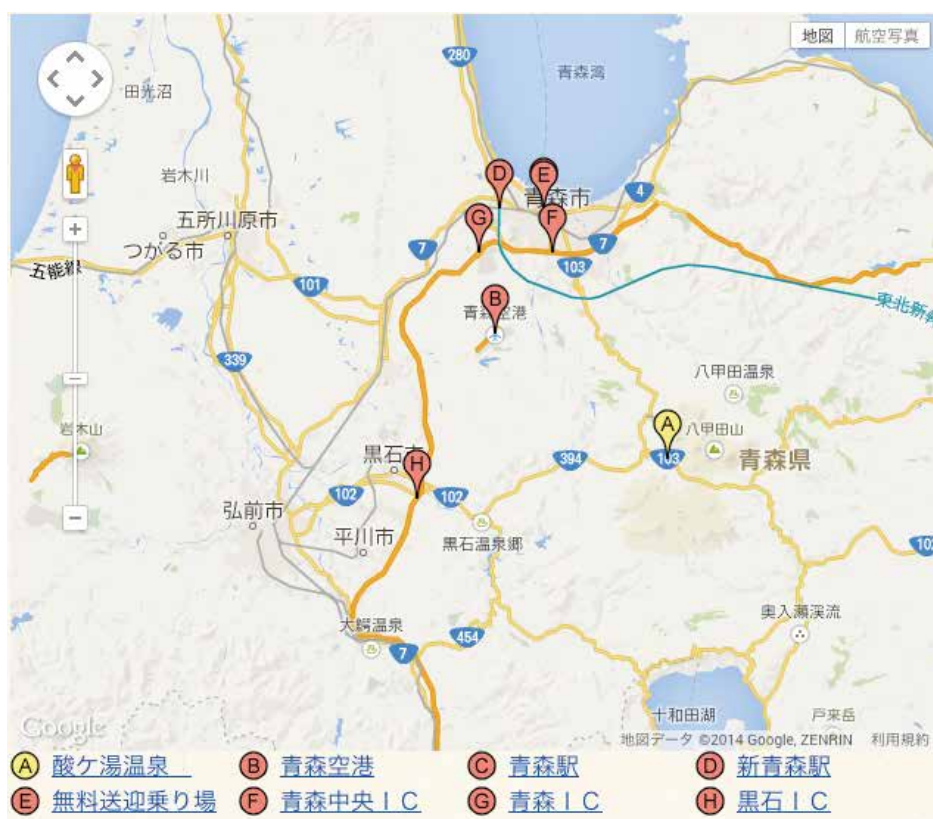 地図 航空写真
280
青森湾
田光沼
岩木川
D
E
青森市
4
五所川原市
G
F
つがる市
7
7
五能線
103
101
B
青森空港
東北新幹
339
八甲田温泉
A
岩木山
八甲田山
黒石市
394
103
青森県
H
102
102
弘前市
平川市
黒石温泉郷
102
奥入瀬渓流
大鰐温泉
454
7
十和田湖
戸来岳
Google
地図データ ©2014 Google, ZENRIN 利用規約
A 酸ケ湯温泉 B 青森空港 C 青森駅 D 新青森駅
E 無料送迎乗り場 F 青森中央ＩＣ G 青森ＩＣ H 黒石ＩＣ